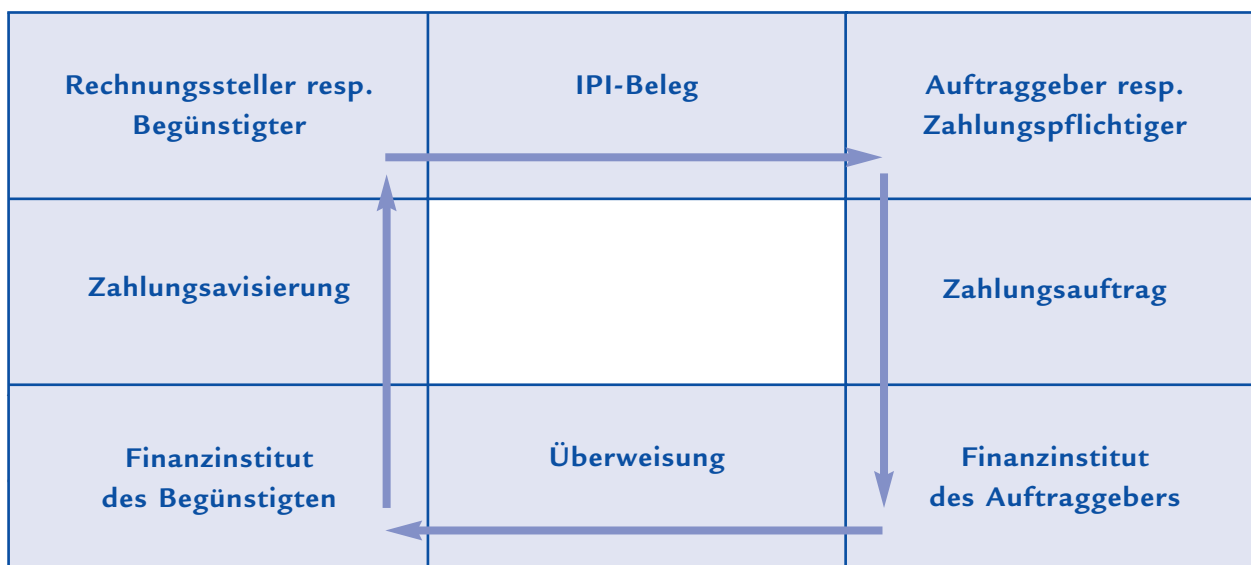 Rechnungssteller resp.
Begünstigter
IPI-Beleg
Auftraggeber resp.
Zahlungspflichtiger
Zahlungsavisierung
Zahlungsauftrag
Finanzinstitut
des Begünstigten
Überweisung
Finanzinstitut
des Auftraggebers